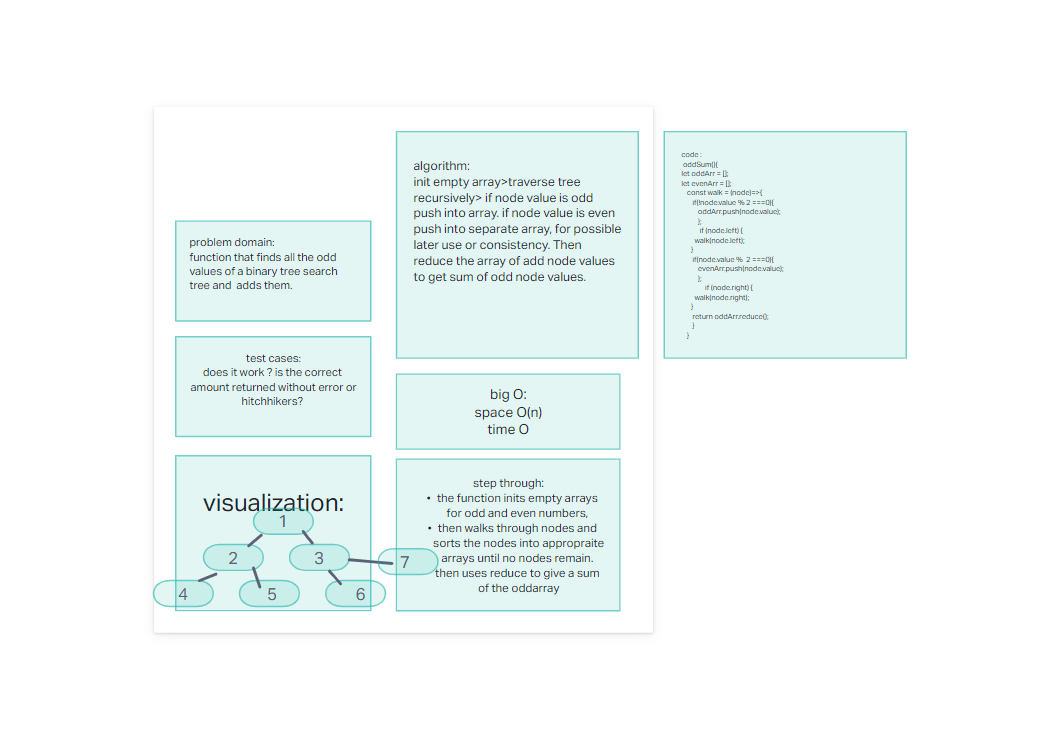 problem domain:
function that finds all the odd
values of a binary tree search
tree and  adds them.
test cases:
does it work ? is the correct
amount returned without error or
hitchhikers?
visualization:
1
2
3
7
4
5
6
algorithm:
init empty array>traverse tree
recursively> if node value is odd
push into array. if node value is even
push into separate array, for possible
later use or consistency. Then
reduce the array of add node values
to get sum of odd node values.
big O:
space O(n)
time O
step through:
• the function inits empty arrays
for odd and even numbers,
• then walks through nodes and
sorts the nodes into appropraite
arrays until no nodes remain.
then uses reduce to give a sum
of the oddarray
code :
oddSum(){
let oddArr = [];
let evenArr = [];
const walk = (node)=>{
if(!node.value % 2 ===0){
oddArr.push(node.value);
};
if (node.left) {
walk(node.left);
}
if(node.value %  2 ===0){
evenArr.push(node.value);
};
if (node.right) {
walk(node.right);
}
return oddArr.reduce();
}
}